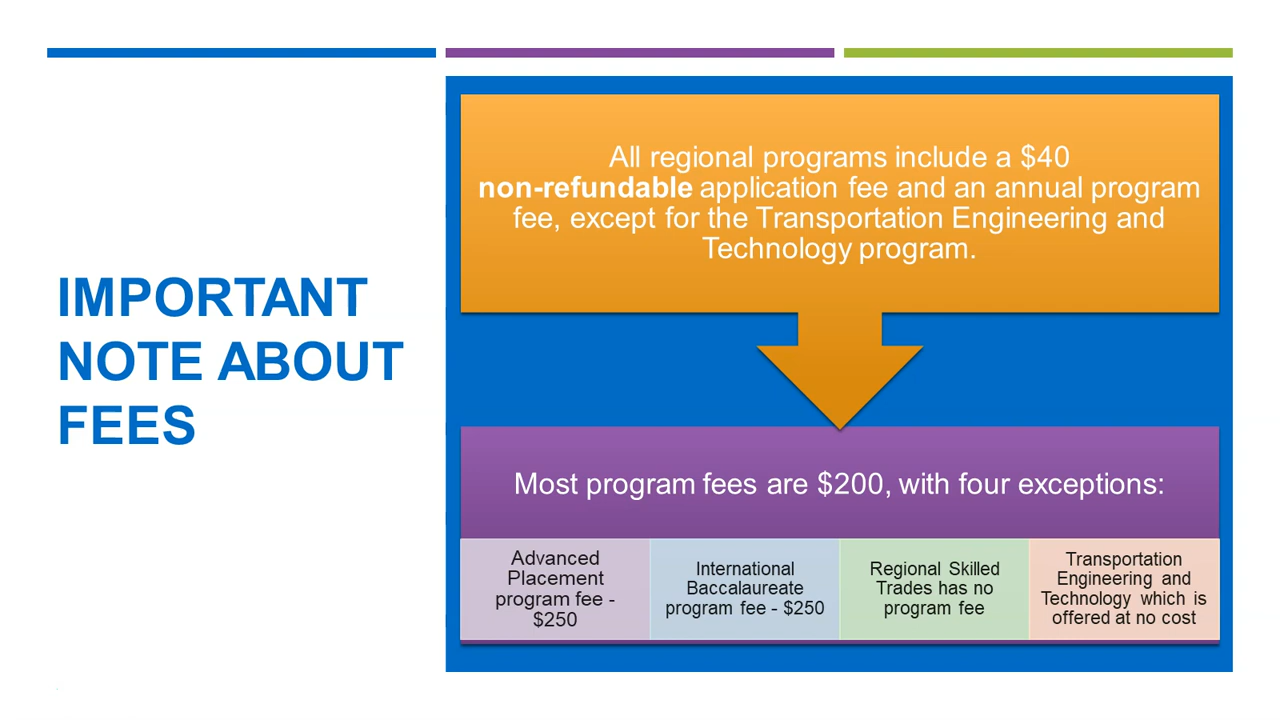 IMPORTANT
NOTE ABOUT
FEES
All regional programs include a $40
non-refundable application fee and an annual program
fee, except for the Transportation Engineering and
Technology program.
Most program fees are $200, with four exceptions:
Advanced
Placement
program fee -
$250
International
Baccalaureate
program fee - $250
Regional Skilled
Trades has no
program fee
Transportation
Engineering and
Technology which is
offered at no cost